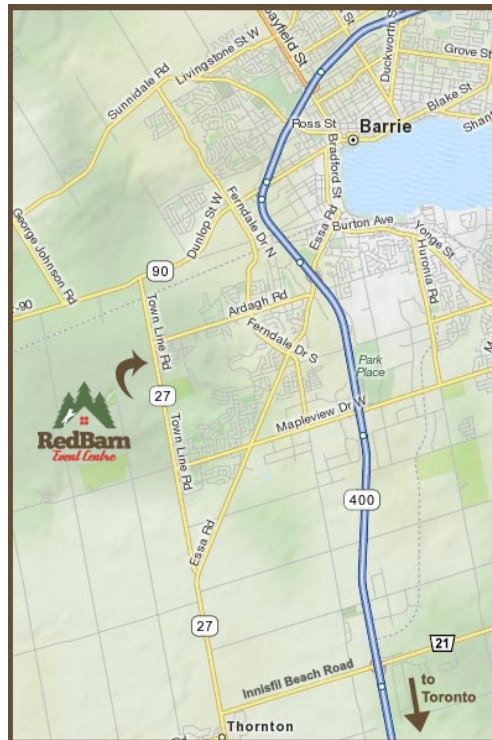 Bayfield St
Livingstone St W
Duckworth St
Grove St
Sunnidale Rd
Blake St
Ross St
Barrie
Bradford St
Ferndale Dr N
Dunlop St W
Essa Rd
Burton Ave
Yonge St
Huronia Rd
George Johnson Rd
90
-90
Town Line Rd
Ardagh Rd
Ferndale Dr S
Park
Place
27
RedBarn
Event Centre
Town Line Rd
Mapleview Dr W
400
Essa Rd
27
21
Innisfil Beach Road
to
Toronto
Thornton
Rd